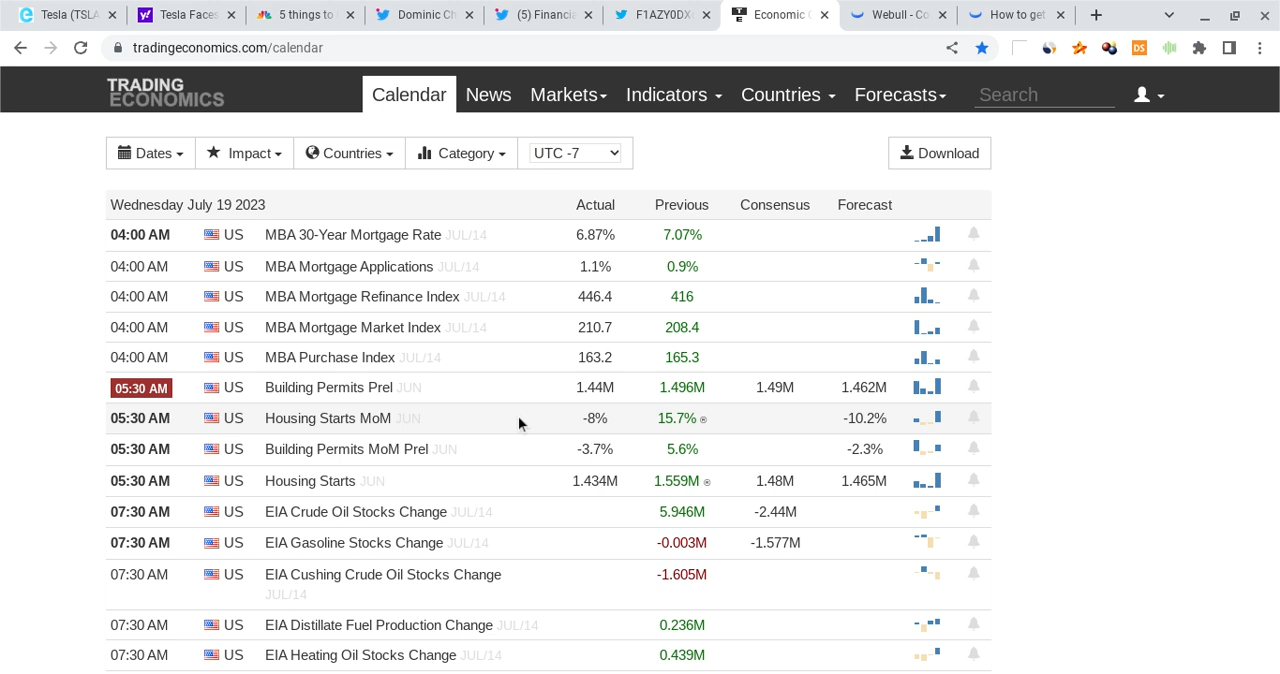 Tesla (TSLA
Tesla Faces
5 things to
Dominic Ch
(5) Financia
F1AZY0DX
Economic
Webull - Co
How to get
tradingeconomics.com/calendar
DS
TRADING ECONOMICS
Calendar News Markets Indicators Countries Forecasts Search
Dates Impact Countries Category UTC -7 Download
Wednesday July 19 2023 Actual Previous Consensus Forecast
04:00 AM US MBA 30-Year Mortgage Rate JUL/14 6.87% 7.07%
04:00 AM US MBA Mortgage Applications JUL/14 1.1% 0.9%
04:00 AM US MBA Mortgage Refinance Index JUL/14 446.4 416
04:00 AM US MBA Mortgage Market Index JUL/14 210.7 208.4
04:00 AM US MBA Purchase Index JUL/14 163.2 165.3
05:30 AM US Building Permits Prel JUN 1.44M 1.496M 1.49M 1.462M
05:30 AM US Housing Starts MoM JUN -8% 15.7% ® -10.2%
05:30 AM US Building Permits MoM Prel JUN -3.7% 5.6% -2.3%
05:30 AM US Housing Starts JUN 1.434M 1.559M ® 1.48M 1.465M
07:30 AM US EIA Crude Oil Stocks Change JUL/14 5.946M -2.44M
07:30 AM US EIA Gasoline Stocks Change JUL/14 -0.003M -1.577M
07:30 AM US EIA Cushing Crude Oil Stocks Change -1.605M
JUL/14
07:30 AM US EIA Distillate Fuel Production Change JUL/14 0.236M
07:30 AM US EIA Heating Oil Stocks Change JUL/14 0.439M